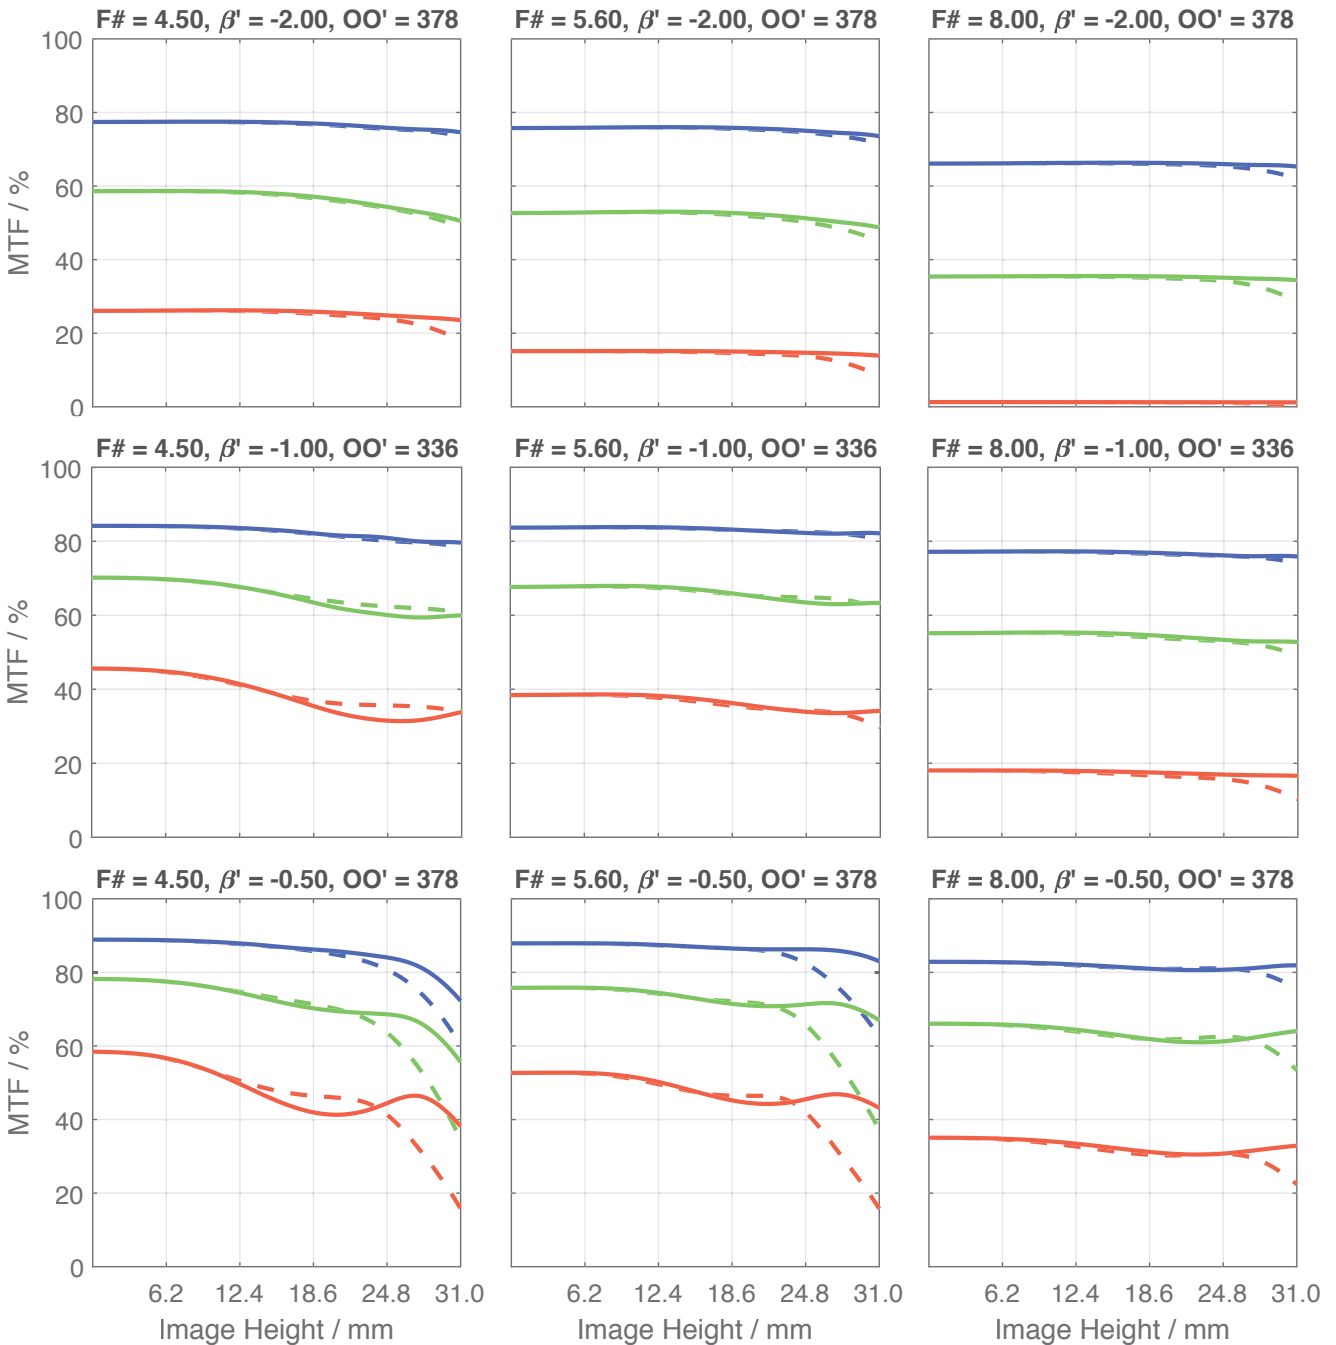 F# = 4.50, β' = -2.00, OO' = 378
F# = 5.60, β' = -2.00, OO' = 378
F# = 8.00, β' = -2.00, OO' = 378
100
80
60
40
20
0
MTF / %
F# = 4.50, β' = -1.00, OO' = 336
F# = 5.60, β' = -1.00, OO' = 336
F# = 8.00, β' = -1.00, OO' = 336
100
80
60
40
20
0
MTF / %
F# = 4.50, β' = -0.50, OO' = 378
F# = 5.60, β' = -0.50, OO' = 378
F# = 8.00, β' = -0.50, OO' = 378
100
80
60
40
20
0
MTF / %
6.2 12.4 18.6 24.8 31.0
6.2 12.4 18.6 24.8 31.0
6.2 12.4 18.6 24.8 31.0
Image Height / mm
Image Height / mm
Image Height / mm